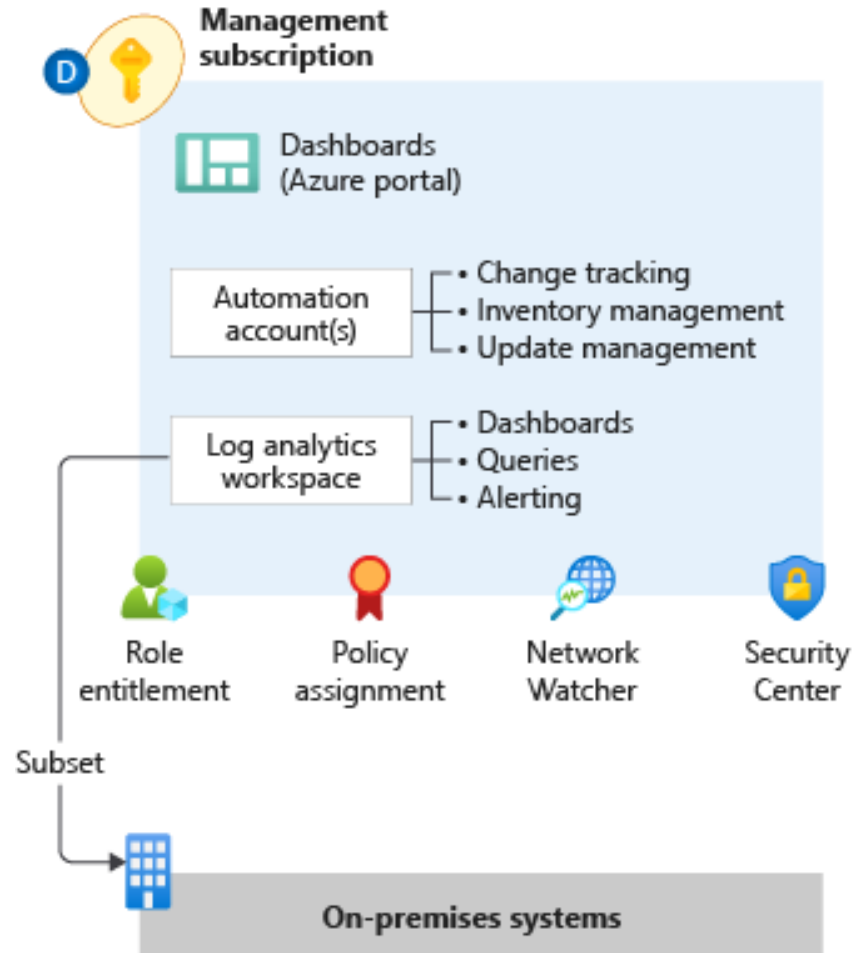 Management
subscription
D
Dashboards
(Azure portal)
Automation
account(s)
• Change tracking
• Inventory management
• Update management
Log analytics
workspace
• Dashboards
• Queries
• Alerting
Role
entitlement
Policy
assignment
Network
Watcher
Security
Center
Subset
On-premises systems